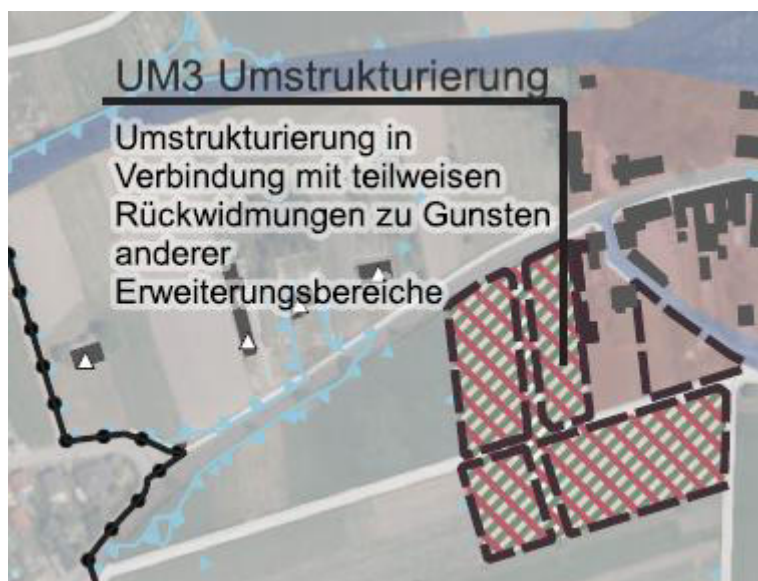 UM3 Umstrukturierung
Umstrukturierung in
Verbindung mit teilweisen
Rückwidmungen zu Gunsten
anderer
Erweiterungsbereiche